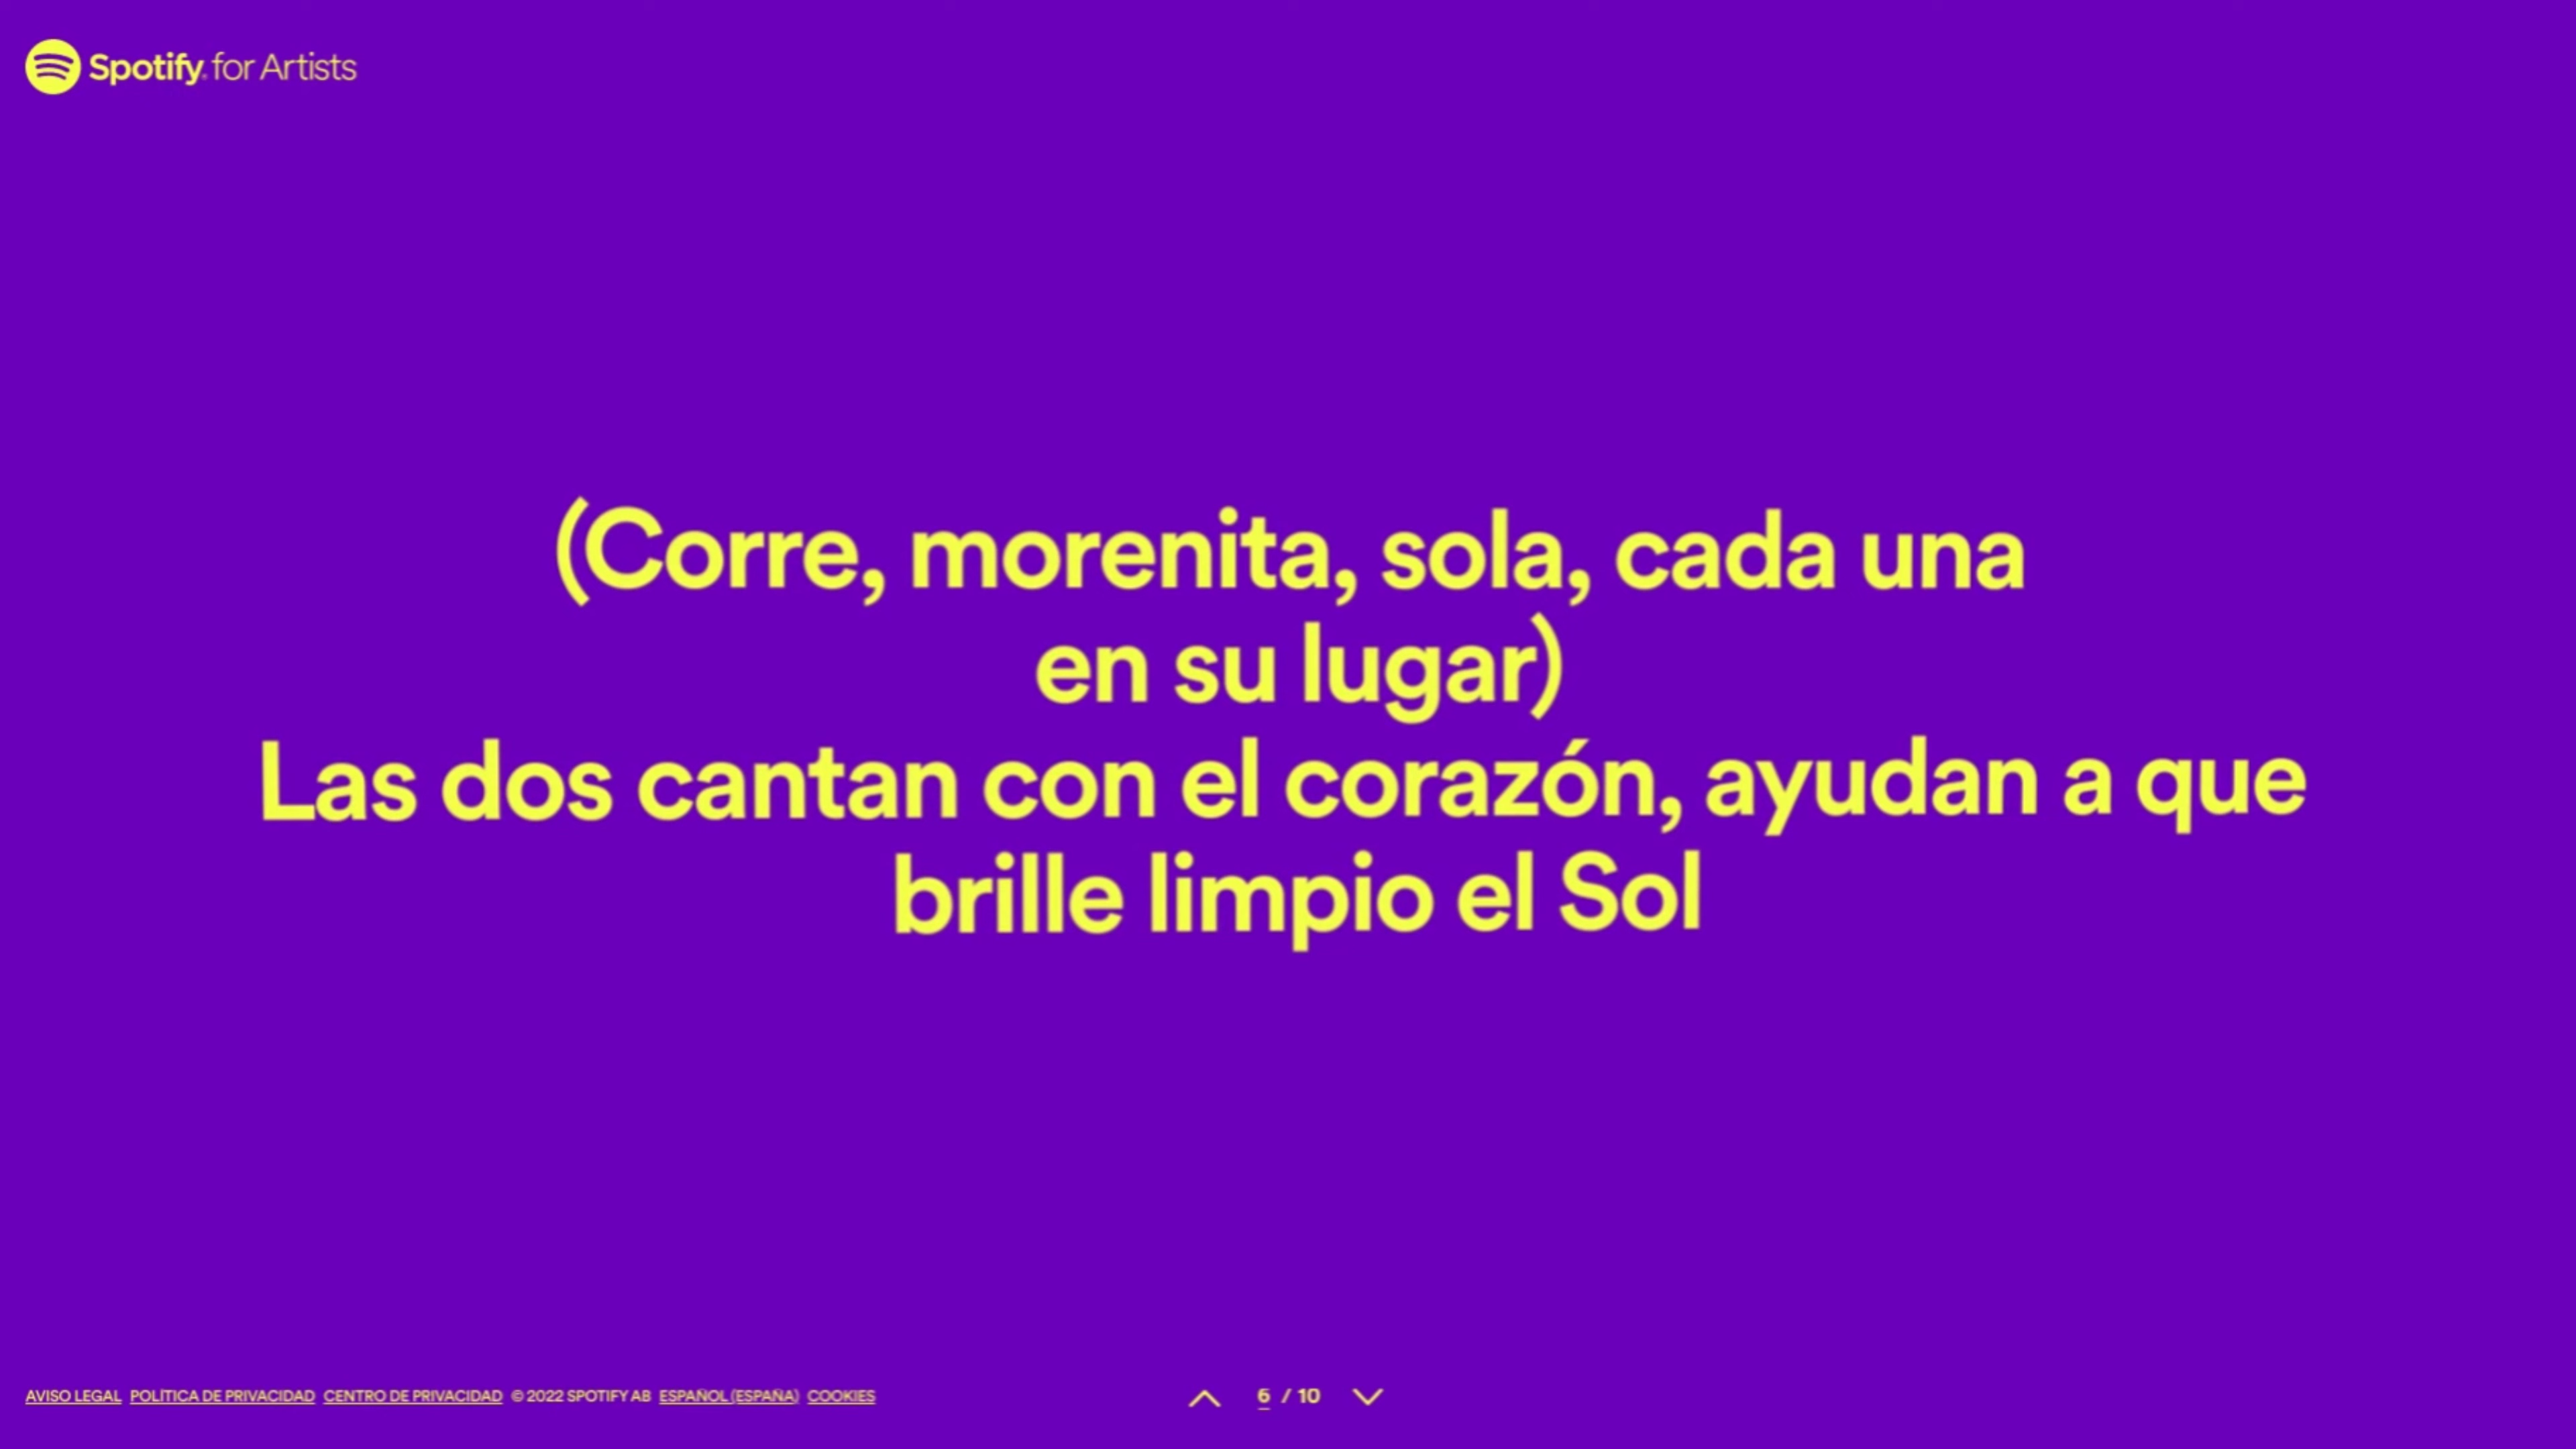 Spotify for Artists
(Corre, morenita, sola, cada una
en su lugar)
Las dos cantan con el corazón, ayudan a que
brille limpio el Sol
AVISO LEGAL POLÍTICA DE PRIVACIDAD CENTRO DE PRIVACIDAD © 2022 SPOTIFY AB ESPAÑOL (ESPAÑA) COOKIES
6 / 10